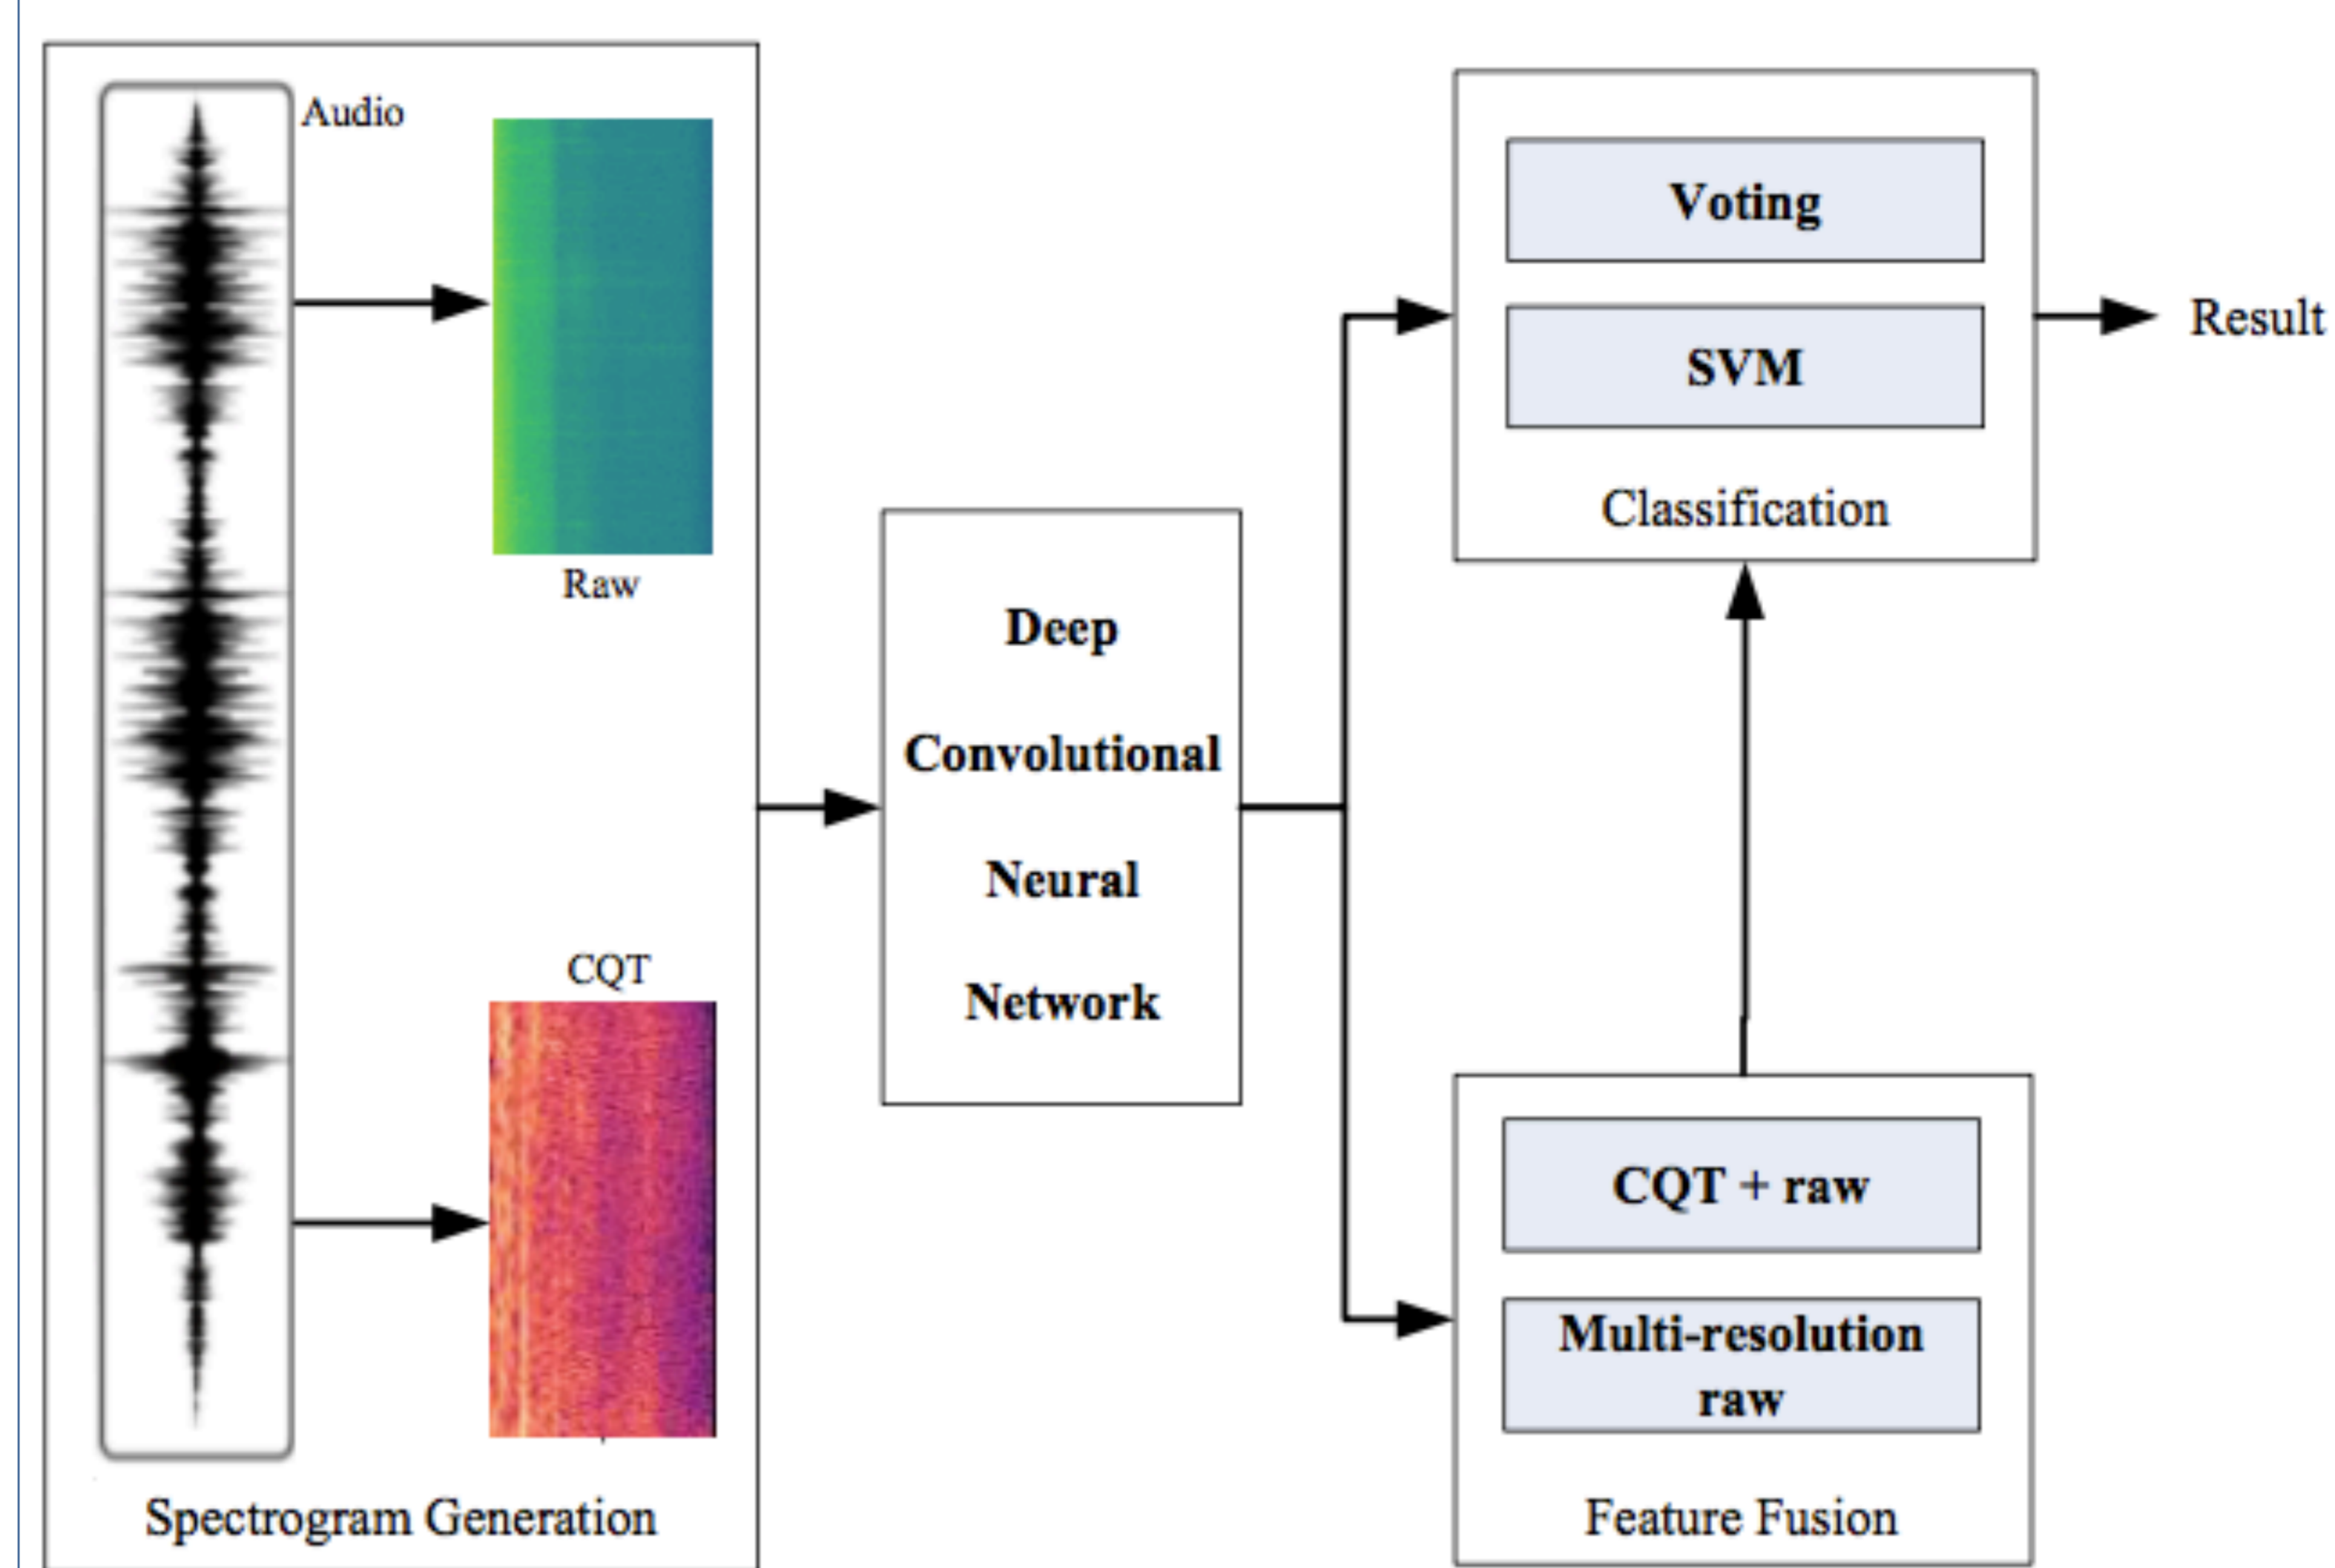 Audio
Raw
CQT
Spectrogram Generation
Deep
Convolutional
Neural
Network
Voting
SVM
Classification
Result
CQT + raw
Multi-resolution
raw
Feature Fusion